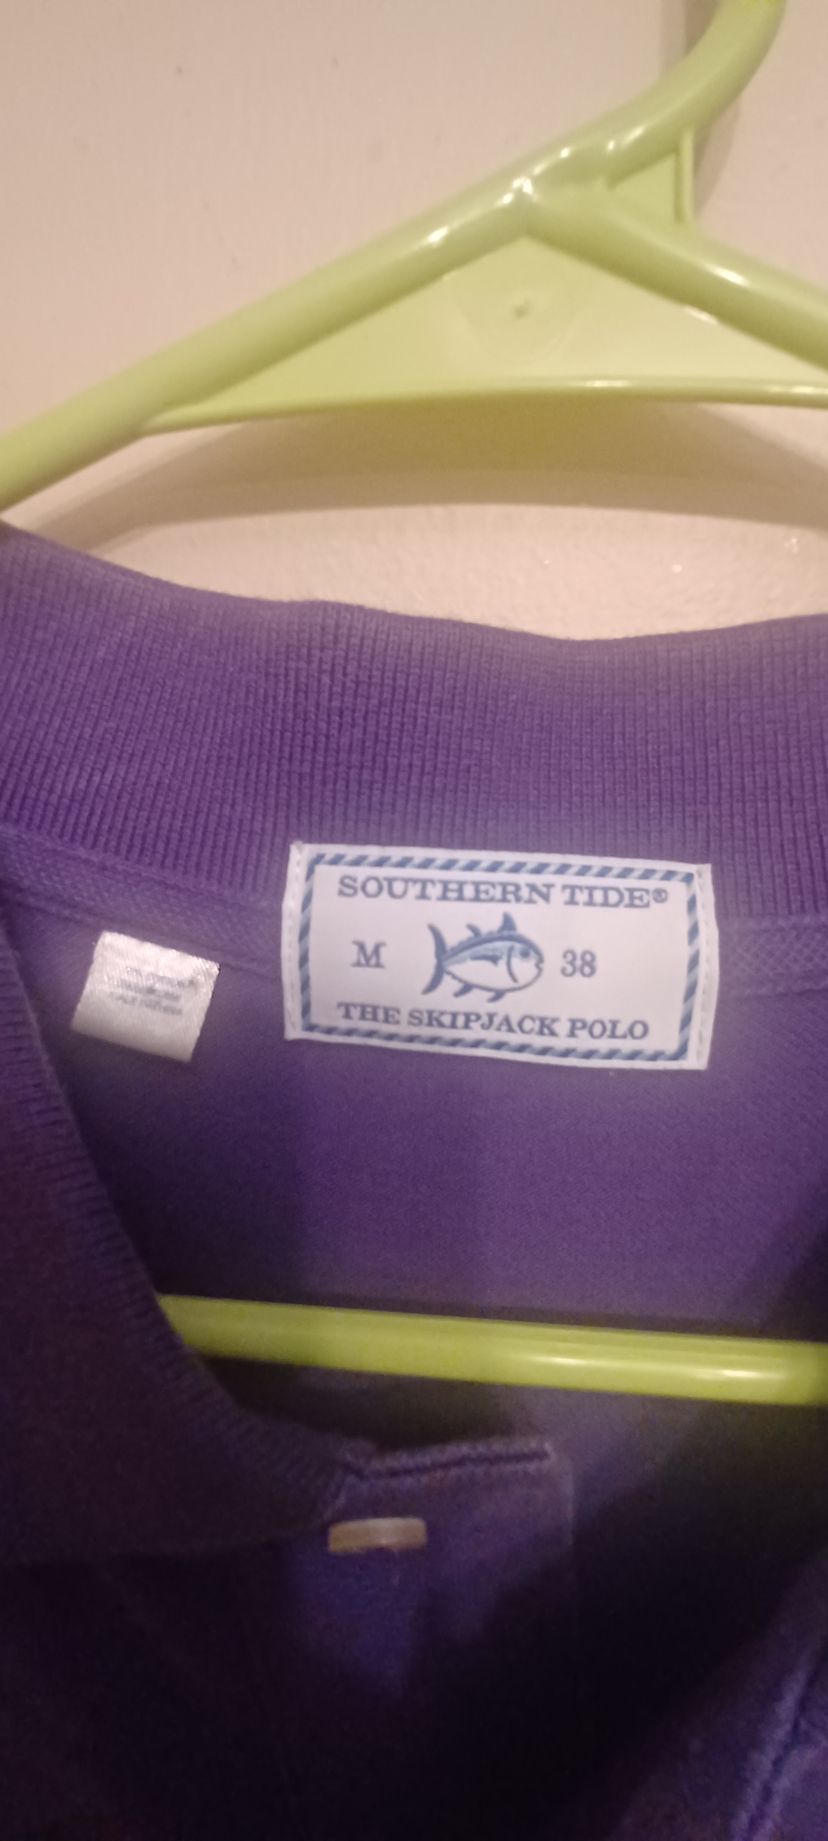 SOUTHERN TIDE®
M 38
THE SKIPJACK POLO